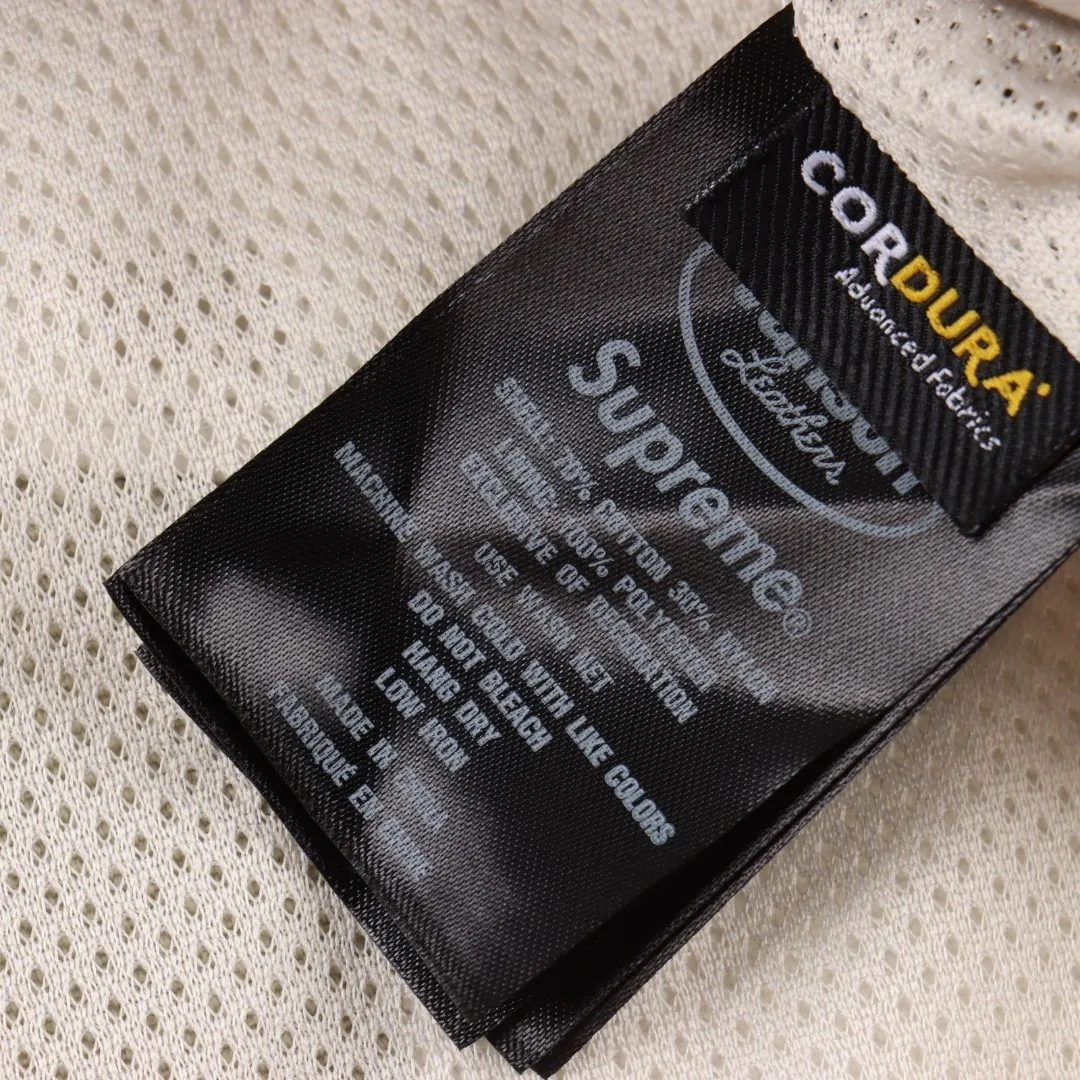 CORDURA
Advanced Fabrics
Leathers
Supreme®
SHELL: 70% COTTON 30%
LINING: 100% POLYESTER
EXCLUSIVE OF DECORATION
USE WASH NET
MACHINE WASH COLD WITH LIKE COLORS
DO NOT BLEACH
HANG DRY
LOW IRON
MADE IN CHINA
FABRIQUÉ EN CHINE